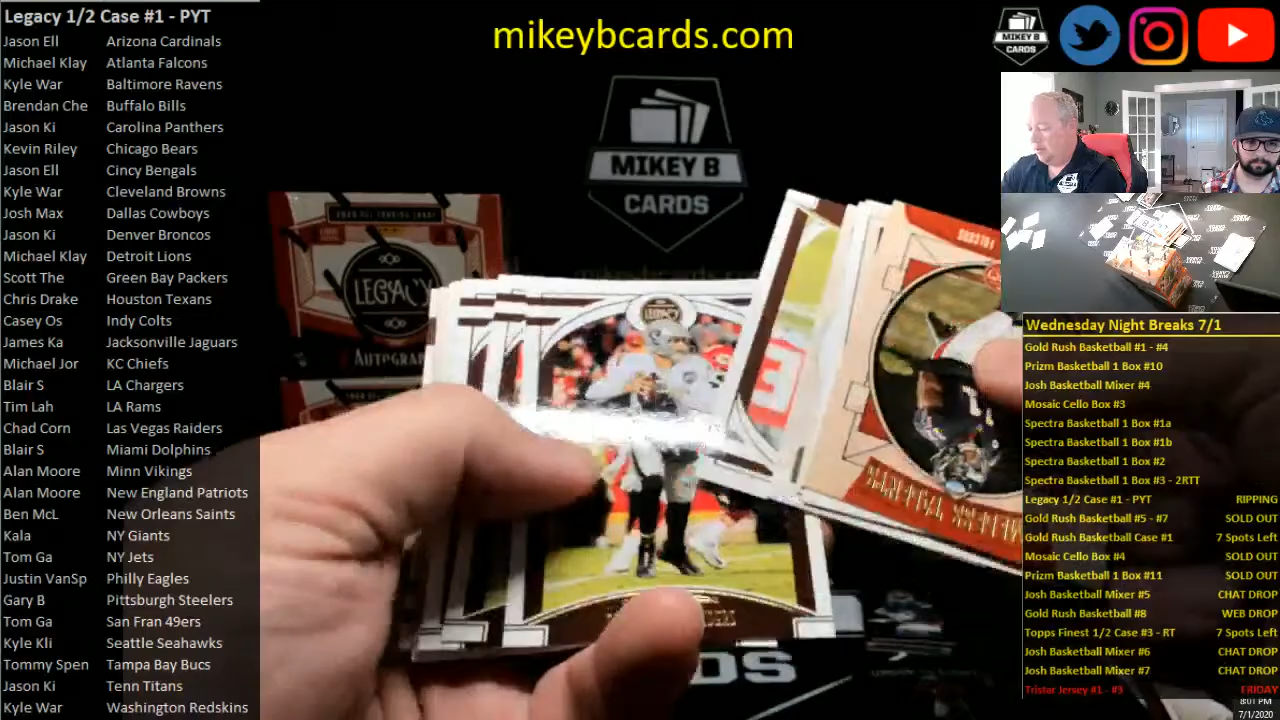 Legacy 1/2 Case #1 - PYT
Jason Ell Arizona Cardinals
Michael Klay Atlanta Falcons
Kyle War Baltimore Ravens
Brendan Che Buffalo Bills
Jason Ki Carolina Panthers
Kevin Riley Chicago Bears
Jason Ell Cincy Bengals
Kyle War Cleveland Browns
Josh Max Dallas Cowboys
Jason Ki Denver Broncos
Michael Klay Detroit Lions
Scott The Green Bay Packers
Chris Drake Houston Texans
Casey Os Indy Colts
James Ka Jacksonville Jaguars
Michael Jor KC Chiefs
Blair S LA Chargers
Tim Lah LA Rams
Chad Corn Las Vegas Raiders
Blair S Miami Dolphins
Alan Moore Minn Vikings
Alan Moore New England Patriots
Ben McL New Orleans Saints
Kala NY Giants
Tom Ga NY Jets
Justin VanSp Philly Eagles
Gary B Pittsburgh Steelers
Tom Ga San Fran 49ers
Kyle Kli Seattle Seahawks
Tommy Spen Tampa Bay Bucs
Jason Ki Tenn Titans
Kyle War Washington Redskins
mikeybcards.com
MIKEY B
CARDS
LEGACY
LEGACY
MIKEY B
CARDS
Wednesday Night Breaks 7/1
Gold Rush Basketball #1 - #4
Prizm Basketball 1 Box #10
Josh Basketball Mixer #4
Mosaic Cello Box #3
Spectra Basketball 1 Box #1a
Spectra Basketball 1 Box #1b
Spectra Basketball 1 Box #2
Spectra Basketball 1 Box #3 - 2RTT
Legacy 1/2 Case #1 - PYT RIPPING
Gold Rush Basketball #5 - #7 SOLD OUT
Gold Rush Basketball Case #1 7 Spots Left
Mosaic Cello Box #4 SOLD OUT
Prizm Basketball 1 Box #11 SOLD OUT
Josh Basketball Mixer #5 CHAT DROP
Gold Rush Basketball #8 WEB DROP
Topps Finest 1/2 Case #3 - RT 7 Spots Left
Josh Basketball Mixer #6 CHAT DROP
Josh Basketball Mixer #7 CHAT DROP
Tristar Jersey #1 - #3 FRIDAY
8:01 PM
7/1/2020